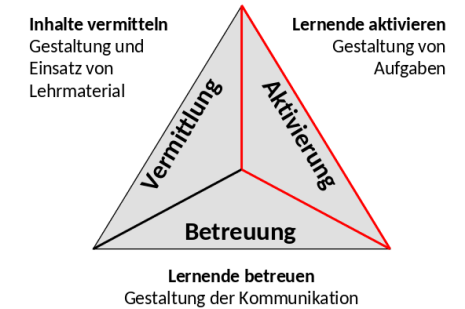 Inhalte vermitteln
Gestaltung und
Einsatz von
Lehrmaterial
Lernende aktivieren
Gestaltung von
Aufgaben
Vermittlung
Aktivierung
Betreuung
Lernende betreuen
Gestaltung der Kommunikation